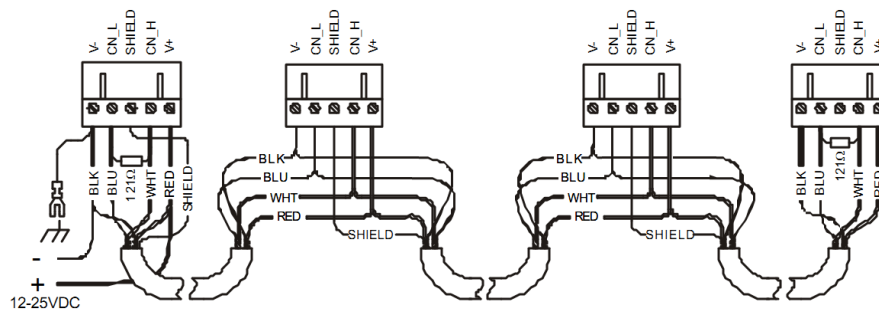 V- CN_L SHIELD CN_H V+
V- CN_L SHIELD CN_H V+
V- CN_L SHIELD CN_H V+
V- CN_L SHIELD CN_H V+
BLK BLU 121Ω WHT RED SHIELD
BLK
BLU
WHT
RED
SHIELD
BLK
BLU
WHT
RED
SHIELD
BLK BLU 121Ω WHT RED
-
+
12-25VDC